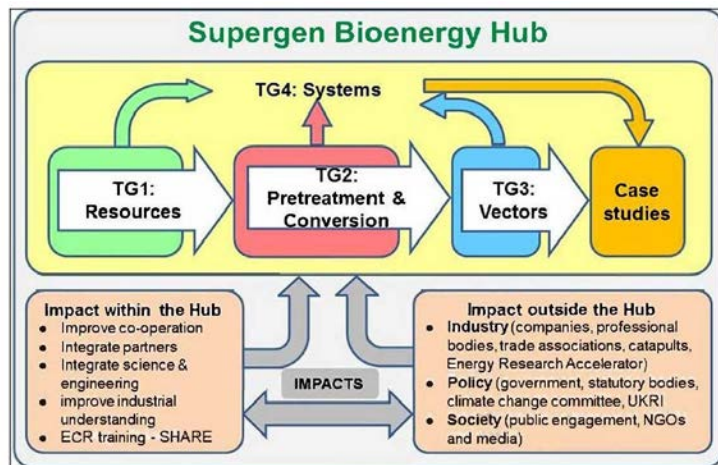 Supergen Bioenergy Hub
TG4: Systems
TG1:
Resources
TG2:
Pretreatment &
Conversion
TG3:
Vectors
Case
studies
Impact within the Hub
• Improve co-operation
• Integrate partners
• Integrate science &
engineering
• improve industrial
understanding
• ECR training - SHARE
IMPACTS
Impact outside the Hub
• Industry (companies, professional
bodies, trade associations, catapults,
Energy Research Accelerator)
• Policy (government, statutory bodies,
climate change committee, UKRI
• Society (public engagement, NGOs
and media)